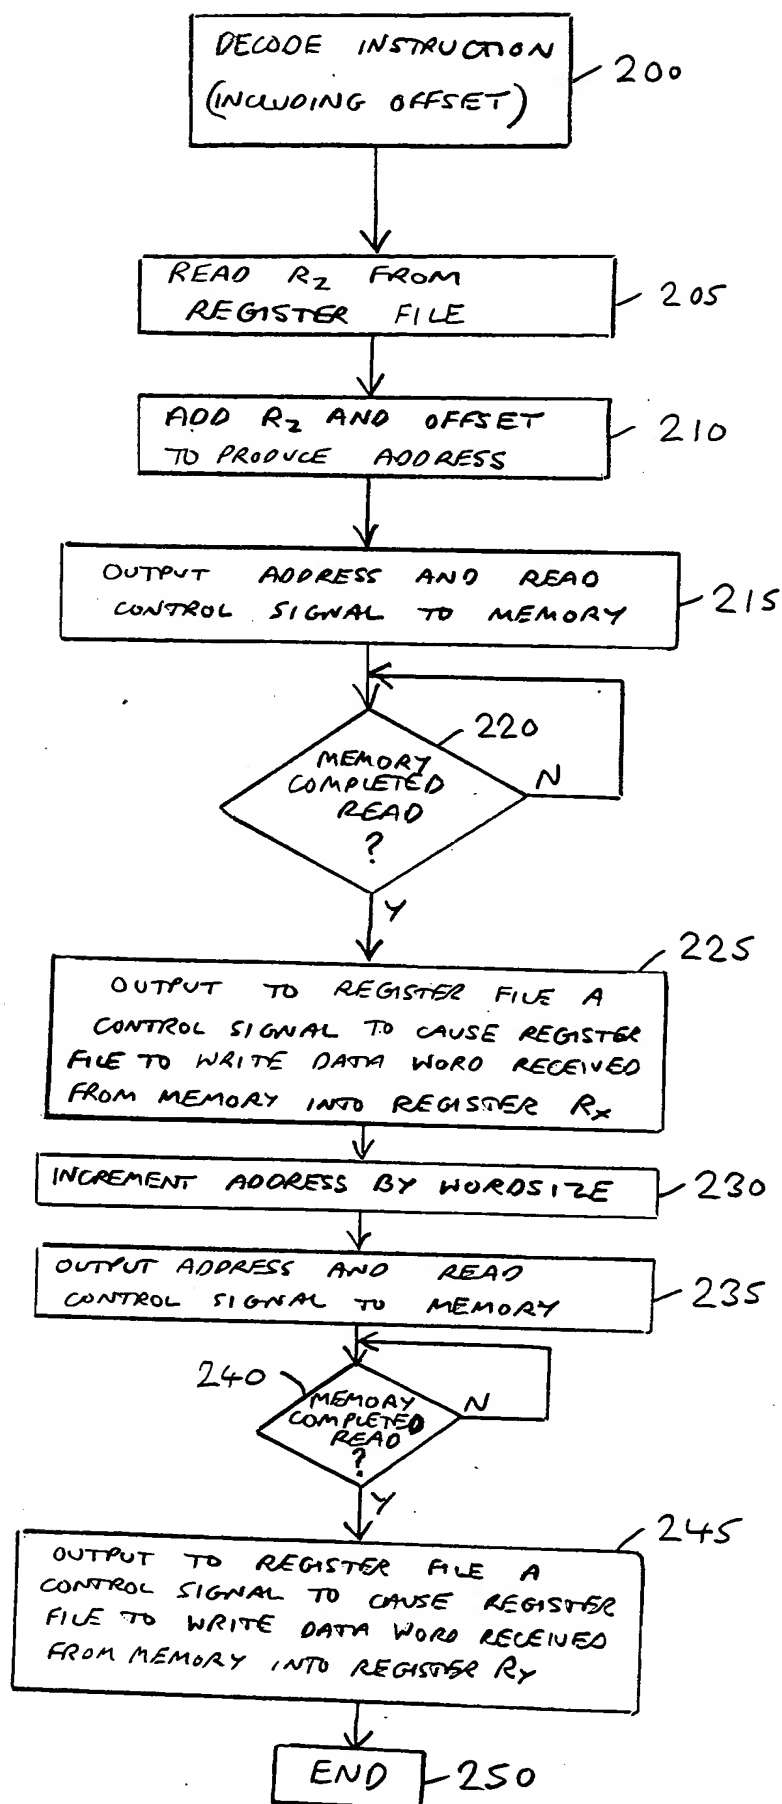 DECODE INSTRUCTION
(INCLUDING OFFSET)
200
READ Rz FROM
REGISTER FILE
205
ADD Rz AND OFFSET
TO PRODUCE ADDRESS
210
OUTPUT ADDRESS AND READ
CONTROL SIGNAL TO MEMORY
215
220
MEMORY
COMPLETED
READ
?
N
Y
225
OUTPUT TO REGISTER FILE A
CONTROL SIGNAL TO CAUSE REGISTER
FILE TO WRITE DATA WORD RECEIVED
FROM MEMORY INTO REGISTER Rx
INCREMENT ADDRESS BY WORDSIZE
230
OUTPUT ADDRESS AND READ
CONTROL SIGNAL TO MEMORY
235
240
MEMORY
COMPLETED
READ
?
N
Y
245
OUTPUT TO REGISTER FILE A
CONTROL SIGNAL TO CAUSE REGISTER
FILE TO WRITE DATA WORD RECEIVED
FROM MEMORY INTO REGISTER Ry
END
250